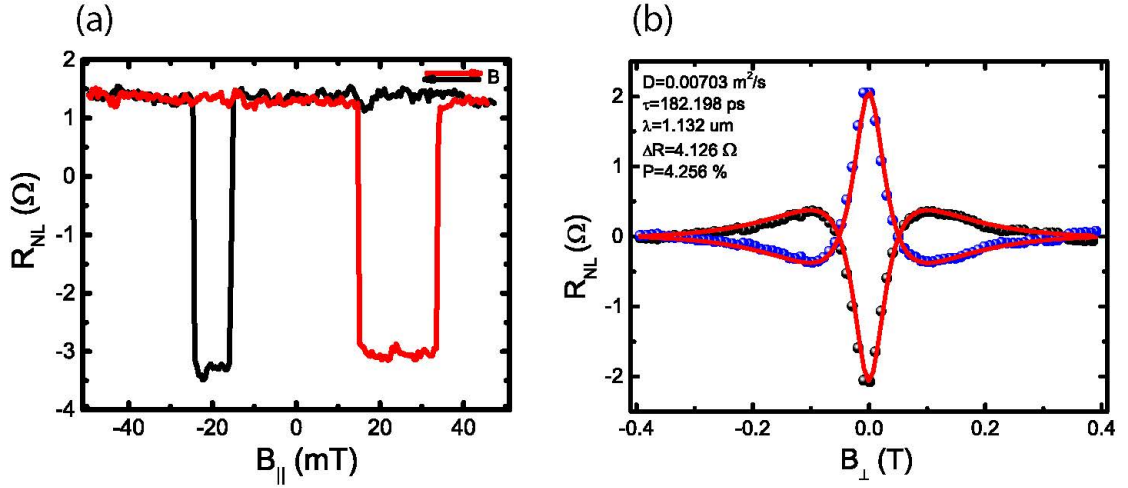 (a)
(b)
2
1
0
-1
-2
-3
-4
R_NL (Ω)
B
-40 -20 0 20 40
B_|| (mT)
D=0.00703 m²/s
τ=182.198 ps
λ=1.132 um
ΔR=4.126 Ω
P=4.256 %
2
1
0
-1
-2
R_NL (Ω)
-0.4 -0.2 0.0 0.2 0.4
B_⊥ (T)